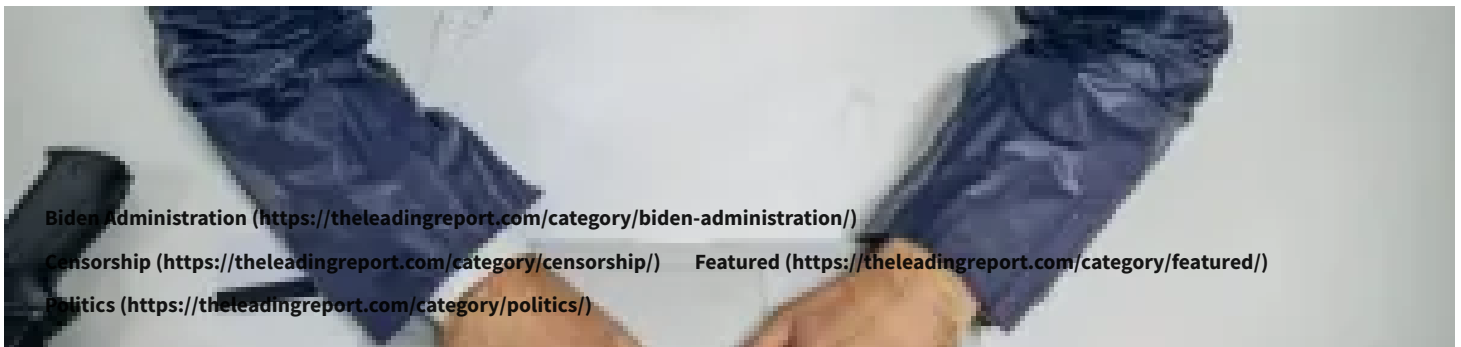 Biden Administration (https://theleadingreport.com/category/biden-administration/)
Censorship (https://theleadingreport.com/category/censorship/) Featured (https://theleadingreport.com/category/featured/)
Politics (https://theleadingreport.com/category/politics/)